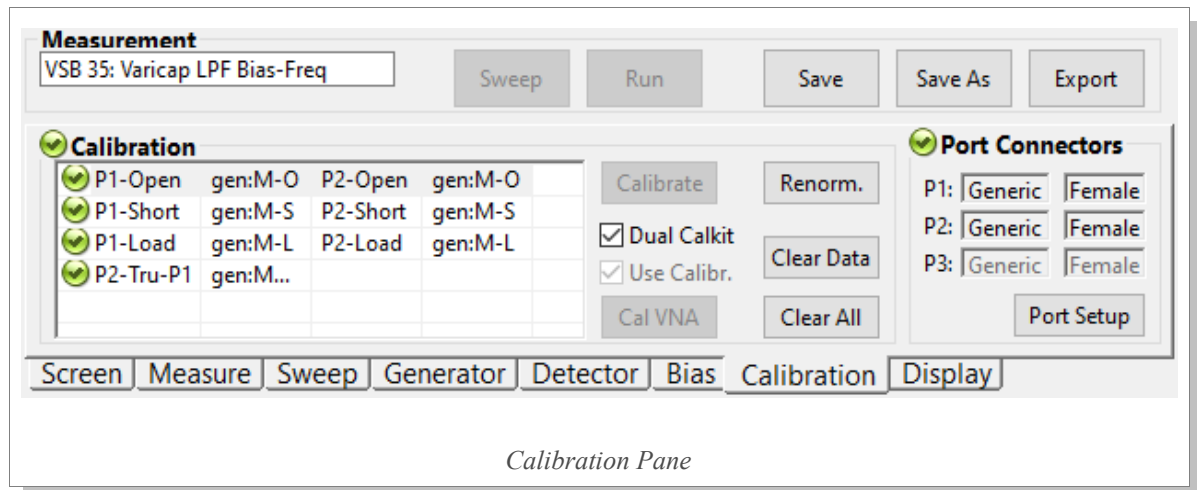 Measurement
VSB 35: Varicap LPF Bias-Freq
Sweep Run Save Save As Export
Calibration
P1-Open gen:M-O P2-Open gen:M-O
P1-Short gen:M-S P2-Short gen:M-S
P1-Load gen:M-L P2-Load gen:M-L
P2-Tru-P1 gen:M...
Calibrate Renorm.
Dual Calkit
Use Calibr.
Clear Data
Cal VNA Clear All
Port Connectors
P1: Generic Female
P2: Generic Female
P3: Generic Female
Port Setup
Screen Measure Sweep Generator Detector Bias Calibration Display
Calibration Pane